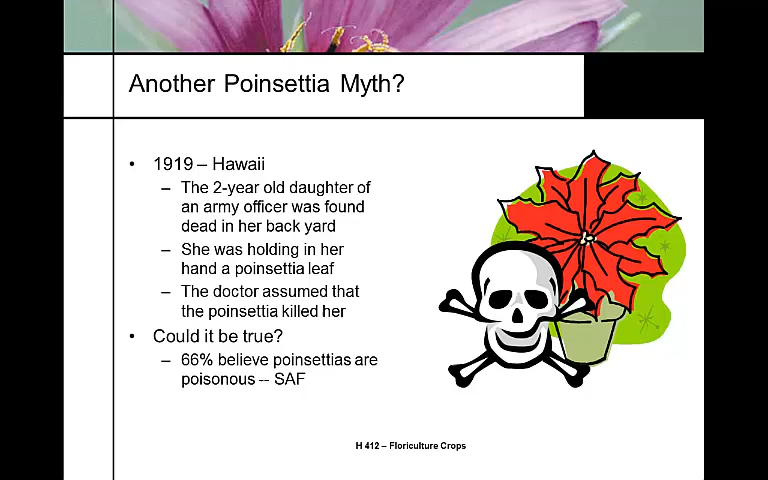 Another Poinsettia Myth?
• 1919 – Hawaii
– The 2-year old daughter of
an army officer was found
dead in her back yard
– She was holding in her
hand a poinsettia leaf
– The doctor assumed that
the poinsettia killed her
• Could it be true?
– 66% believe poinsettias are
poisonous -- SAF
H 412 – Floriculture Crops